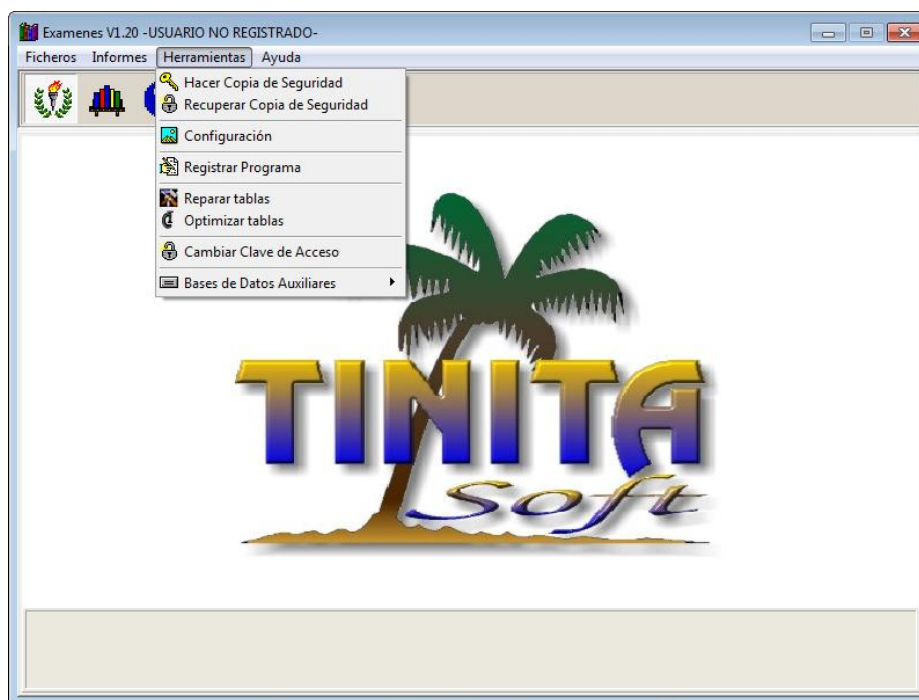 Examenes V1.20 -USUARIO NO REGISTRADO-
Ficheros Informes Herramientas Ayuda
Hacer Copia de Seguridad
Recuperar Copia de Seguridad
Configuración
Registrar Programa
Reparar tablas
Optimizar tablas
Cambiar Clave de Acceso
Bases de Datos Auxiliares
TINITA
Soft